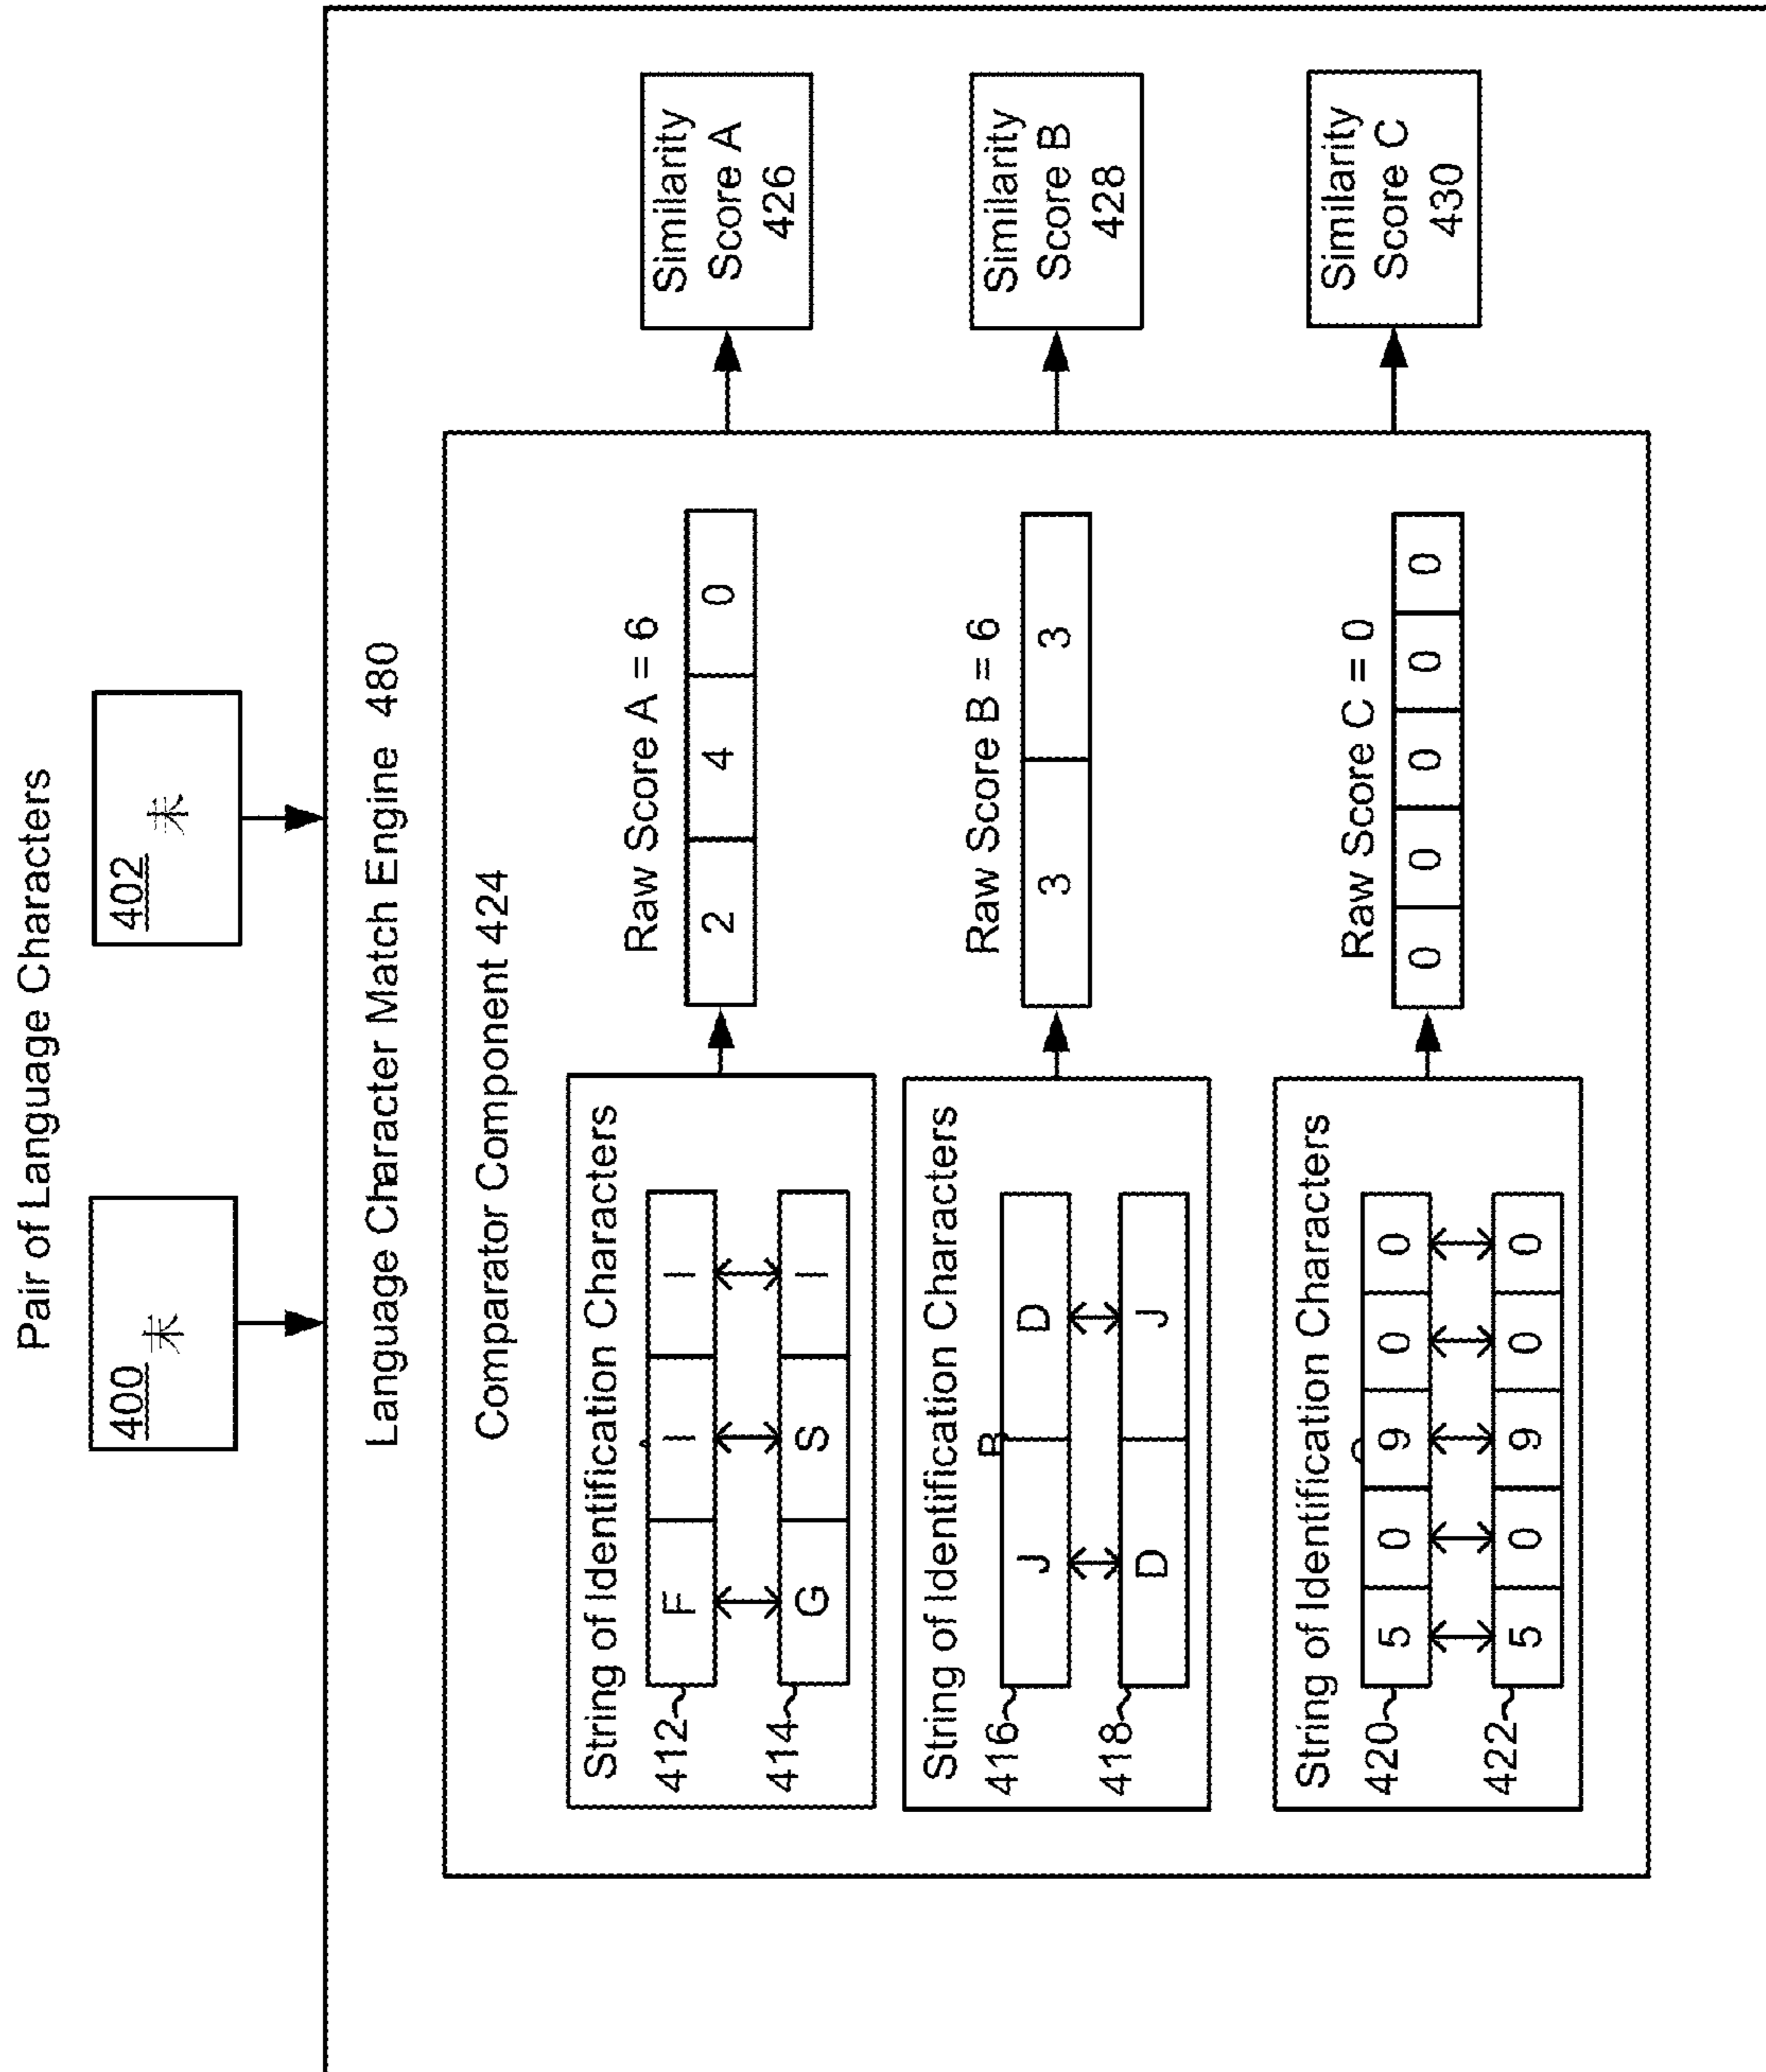 Pair of Language Characters
400
未
402
末
Language Character Match Engine 480
Comparator Component 424
String of Identification Characters
412 F I I
414 G S I
Raw Score A = 6
2 4 0
Similarity
Score A
426
String of Identification Characters
416 J D
418 D J
Raw Score B = 6
3 3
Similarity
Score B
428
String of Identification Characters
420 5 0 9 0 0
422 5 0 9 0 0
Raw Score C = 0
0 0 0 0 0
Similarity
Score C
430